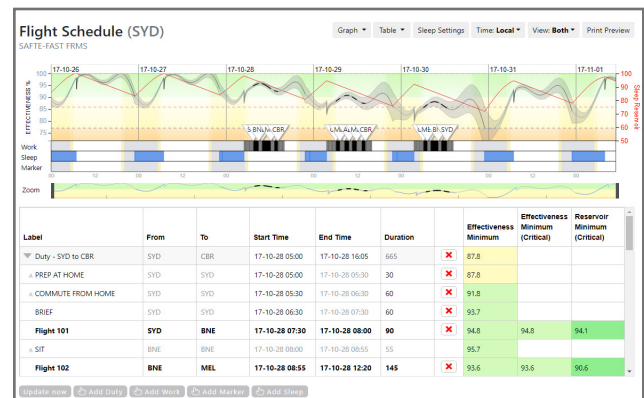 Flight Schedule (SYD)
SAFTE-FAST FRMS
Graph Table Sleep Settings Time: Local View: Both Print Preview
17-10-26 17-10-27 17-10-28 17-10-29 17-10-30 17-10-31 17-11-01
EFFECTIVENESS %
100
95
90
85
80
75
Sleep Reservoir
100
90
80
70
60
50
Work
Sleep
Marker
00 12 00 12 00 12 00 12 00 12 00 12 00
Zoom
Label From To Start Time End Time Duration Effectiveness Minimum Effectiveness Minimum (Critical) Reservoir Minimum (Critical)
Duty - SYD to CBR SYD CBR 17-10-28 05:00 17-10-28 16:05 665 87.8
PREP AT HOME SYD SYD 17-10-28 05:00 17-10-28 05:30 30 87.8
COMMUTE FROM HOME SYD SYD 17-10-28 05:30 17-10-28 06:30 60 91.8
BRIEF SYD SYD 17-10-28 06:30 17-10-28 07:30 60 93.7
Flight 101 SYD BNE 17-10-28 07:30 17-10-28 08:00 90 94.8 94.8 94.1
SIT BNE BNE 17-10-28 08:00 17-10-28 08:55 55 95.7
Flight 102 BNE MEL 17-10-28 08:55 17-10-28 12:20 145 93.6 93.6 90.6
Update now Add Duty Add Work Add Marker Add Sleep